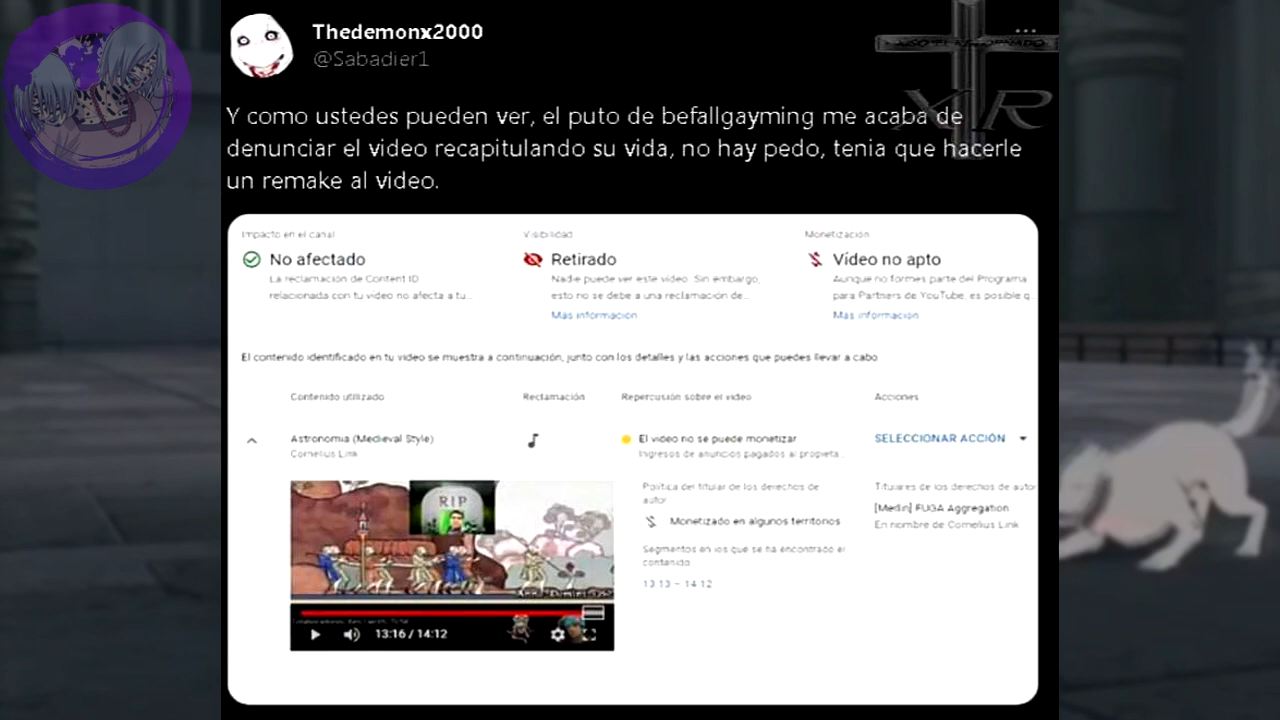 Thedemonx2000
@Sabadier1
Y como ustedes pueden ver, el puto de befallgayming me acaba de
denunciar el video recapitulando su vida, no hay pedo, tenia que hacerle
un remake al video.
Impacto en el canal
Visibilidad
Monetización
No afectado
Retirado
Vídeo no apto
La reclamación de Content ID
relacionada con tu vídeo no afecta a tu...
Nadie puede ver este vídeo. Sin embargo,
esto no se debe a una reclamación de...
Más información
Aunque no formes parte del Programa
para Partners de YouTube, es posible q...
Más información
El contenido identificado en tu vídeo se muestra a continuación, junto con los detalles y las acciones que puedes llevar a cabo
Contenido utilizado
Reclamación
Repercusión sobre el vídeo
Acciones
Astronomia (Medieval Style)
Cornelius Link
El vídeo no se puede monetizar
Ingresos de anuncios pagados al propieta...
SELECCIONAR ACCIÓN
RIP
13:16 / 14:12
Política del titular de los derechos de
autor
Monetizado en algunos territorios
Segmentos en los que se ha encontrado el
contenido
13:13 – 14:12
Titulares de los derechos de autor
[Merlin] FUGA Aggregation
En nombre de Cornelius Link
XR